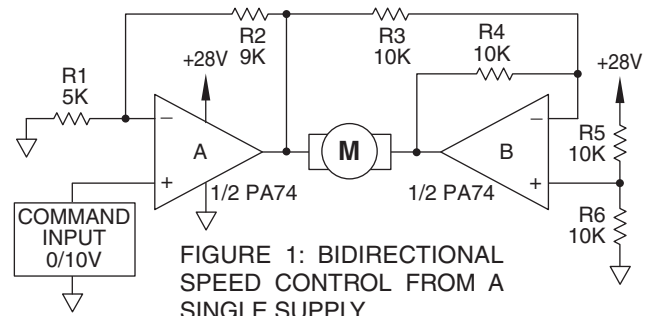 R1
5K
R2
9K
+28V
R3
10K
R4
10K
+28V
R5
10K
R6
10K
A
M
B
–
+
–
+
1/2 PA74
1/2 PA74
COMMAND
INPUT
0/10V
FIGURE 1: BIDIRECTIONAL
SPEED CONTROL FROM A
SINGLE SUPPLY